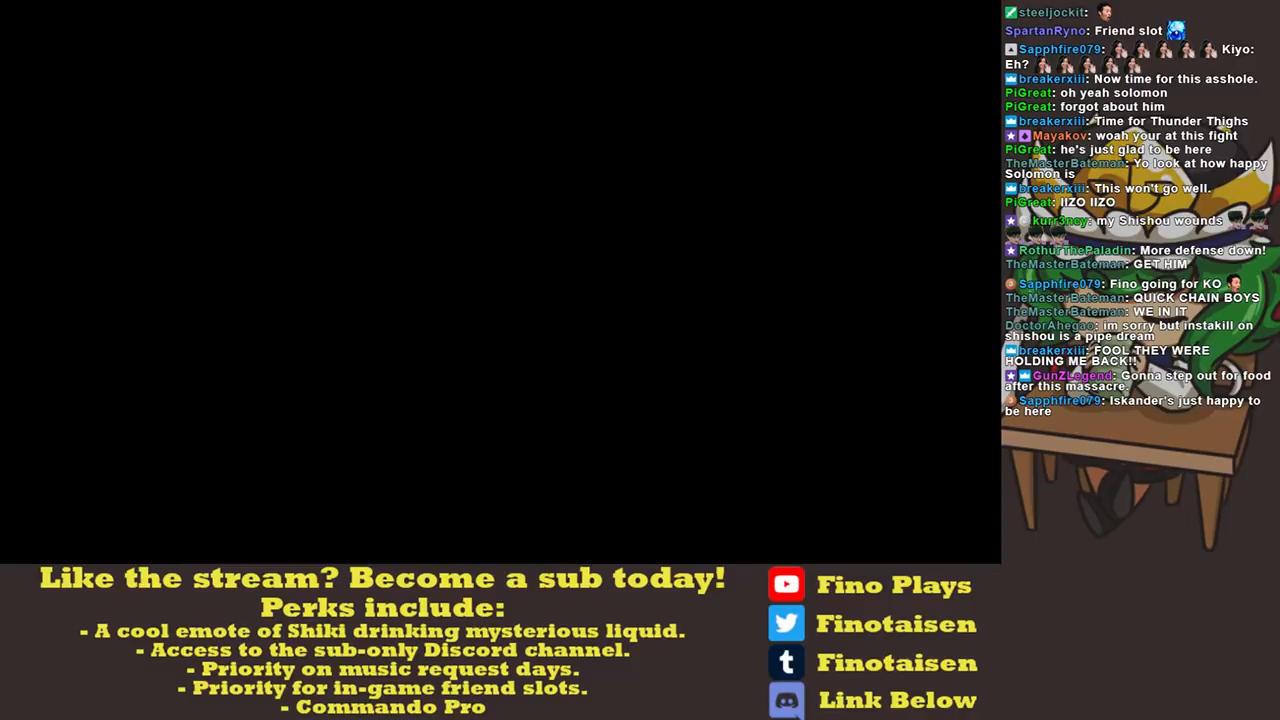 steeljockit:
SpartanRyno: Friend slot
Sapphfire079: Kiyo:
Eh?
breakerxiii: Now time for this asshole.
PiGreat: oh yeah solomon
PiGreat: forgot about him
breakerxiii: Time for Thunder Thighs
Mayakov: woah your at this fight
PiGreat: he's just glad to be here
TheMasterBateman: Yo look at how happy
Solomon is
breakerxiii: This won't go well.
PiGreat: IIZO IIZO
kurr3ncy: my Shishou wounds
RothurThePaladin: More defense down!
TheMasterBateman: GET HIM
Sapphfire079: Fino going for KO
TheMasterBateman: QUICK CHAIN BOYS
TheMasterBateman: WE IN IT
DoctorAhegao: im sorry but instakill on
shishou is a pipe dream
breakerxiii: FOOL THEY WERE
HOLDING ME BACK!!
GunZLegend: Gonna step out for food
after this massacre.
Sapphfire079: Iskander's just happy to
be here
Like the stream? Become a sub today!
Perks include:
- A cool emote of Shiki drinking mysterious liquid.
- Access to the sub-only Discord channel.
- Priority on music request days.
- Priority for in-game friend slots.
- Commando Pro
Fino Plays
Finotaisen
Finotaisen
Link Below